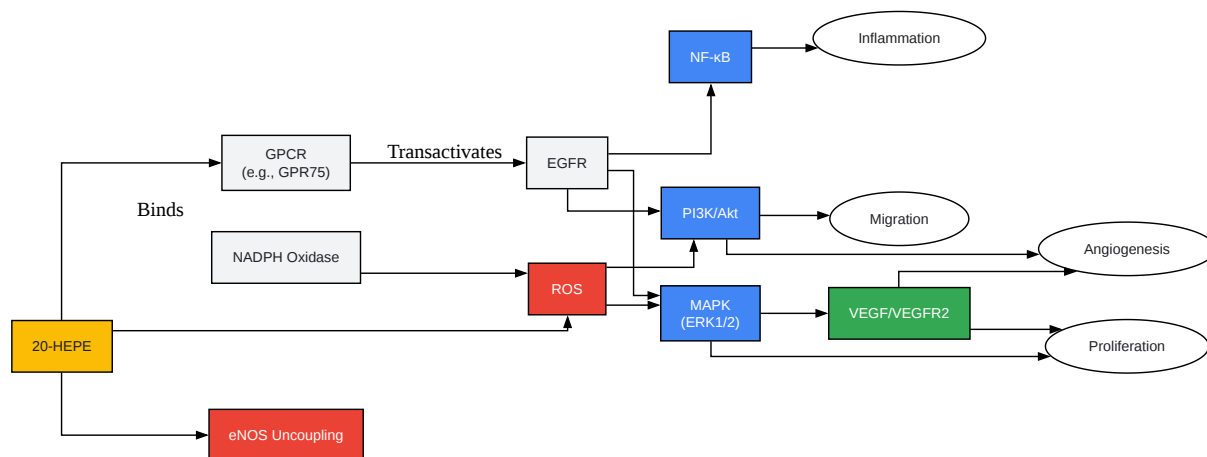 Inflammation
NF-κB
GPCR
(e.g., GPR75)
Transactivates
EGFR
Binds
PI3K/Akt
Migration
NADPH Oxidase
Angiogenesis
ROS
MAPK
(ERK1/2)
VEGF/VEGFR2
20-HEPE
Proliferation
eNOS Uncoupling